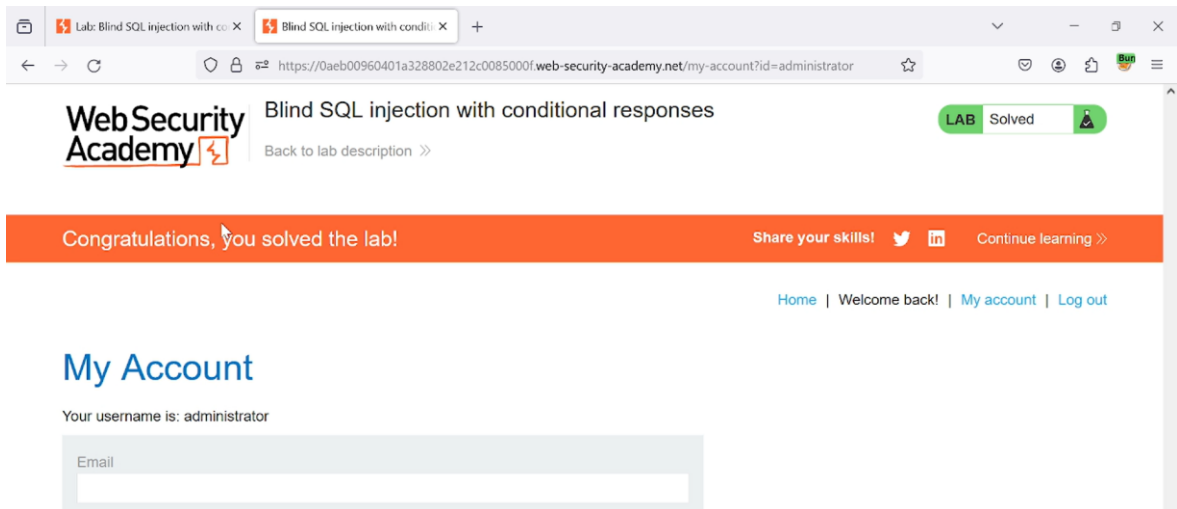 Lab: Blind SQL injection with co
Blind SQL injection with conditi
https://0aeb00960401a328802e212c0085000f.web-security-academy.net/my-account?id=administrator
Bur
Web Security
Academy
Blind SQL injection with conditional responses
Back to lab description
LAB Solved
Congratulations, you solved the lab!
Share your skills!
in
Continue learning
Home | Welcome back! | My account | Log out
My Account
Your username is: administrator
Email